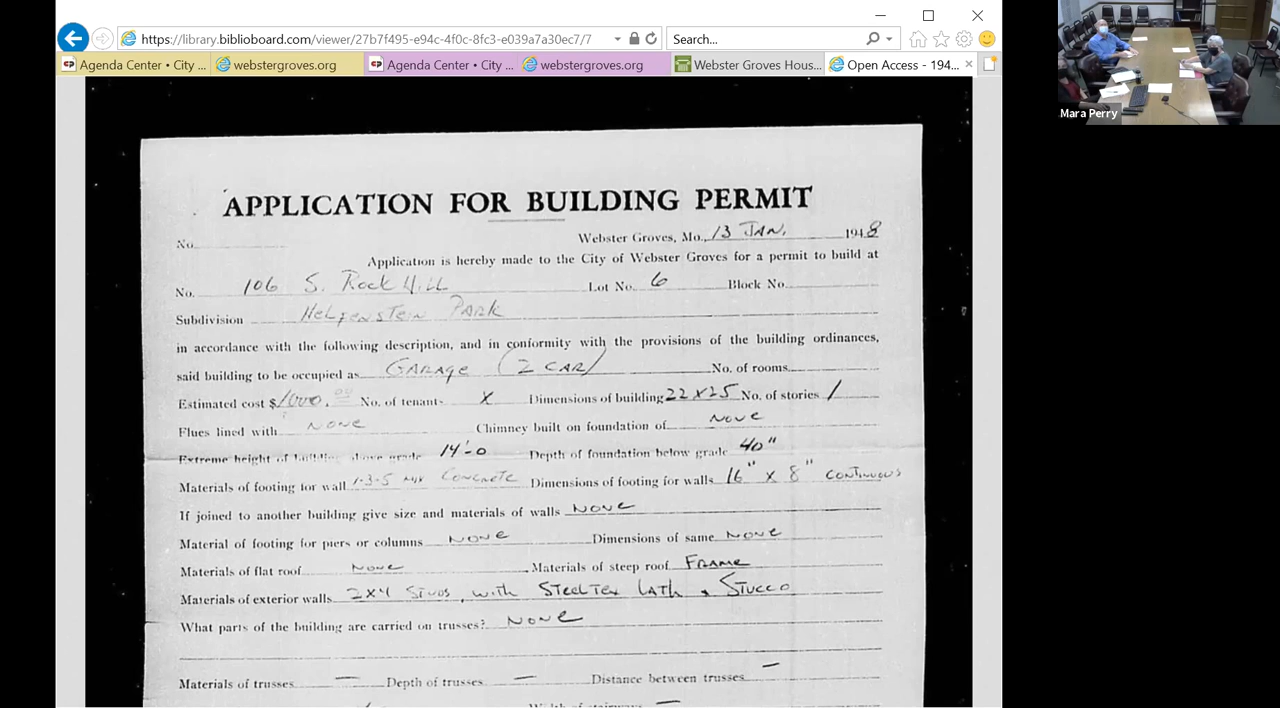 https://library.biblioboard.com/viewer/27b7f498-e94c-4f0c-8f3c-e039a7a30ec7/7
Search...
Agenda Center • City ...
webstergroves.org
Agenda Center • City ...
webstergroves.org
Webster Groves Hous...
Open Access - 194...
Mara Perry
APPLICATION FOR BUILDING PERMIT
No.
Webster Groves, Mo., 13 JAN. 1948
Application is hereby made to the City of Webster Groves for a permit to build at
No. 106 S. Rock Hill Lot No. 6 Block No.
Subdivision Helfenstein Park
in accordance with the following description, and in conformity with the provisions of the building ordinances,
said building to be occupied as GARAGE (2 CAR) No. of rooms
Estimated cost $1000.00 No. of tenants X Dimensions of building 22 X 25 No. of stories 1
Flues lined with NONE Chimney built on foundation of NONE
Extreme height of building above grade 14'-0 Depth of foundation below grade 40"
Materials of footing for wall 1-3-5 MIX CONCRETE Dimensions of footing for walls 16" X 8" CONTINUOUS
If joined to another building give size and materials of walls NONE
Material of footing for piers or columns NONE Dimensions of same NONE
Materials of flat roof NONE Materials of steep roof FRAME
Materials of exterior walls 2X4 STUDS, WITH STEELTEX LATH & STUCCO
What parts of the building are carried on trusses? NONE
Materials of trusses — Depth of trusses — Distance between trusses —
Width of stairways —